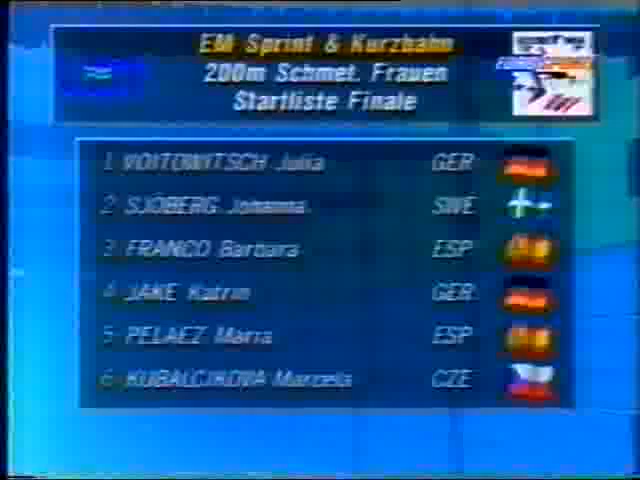 EM Sprint & Kurzbahn
200m Schmet. Frauen
Startliste Finale
1 VOITOWITSCH Julia GER
2 SJÖBERG Johanna SWE
3 FRANCO Barbara ESP
4 JAKE Katrin GER
5 PELAEZ Maria ESP
6 KUBALCIKOVA Marcela CZE